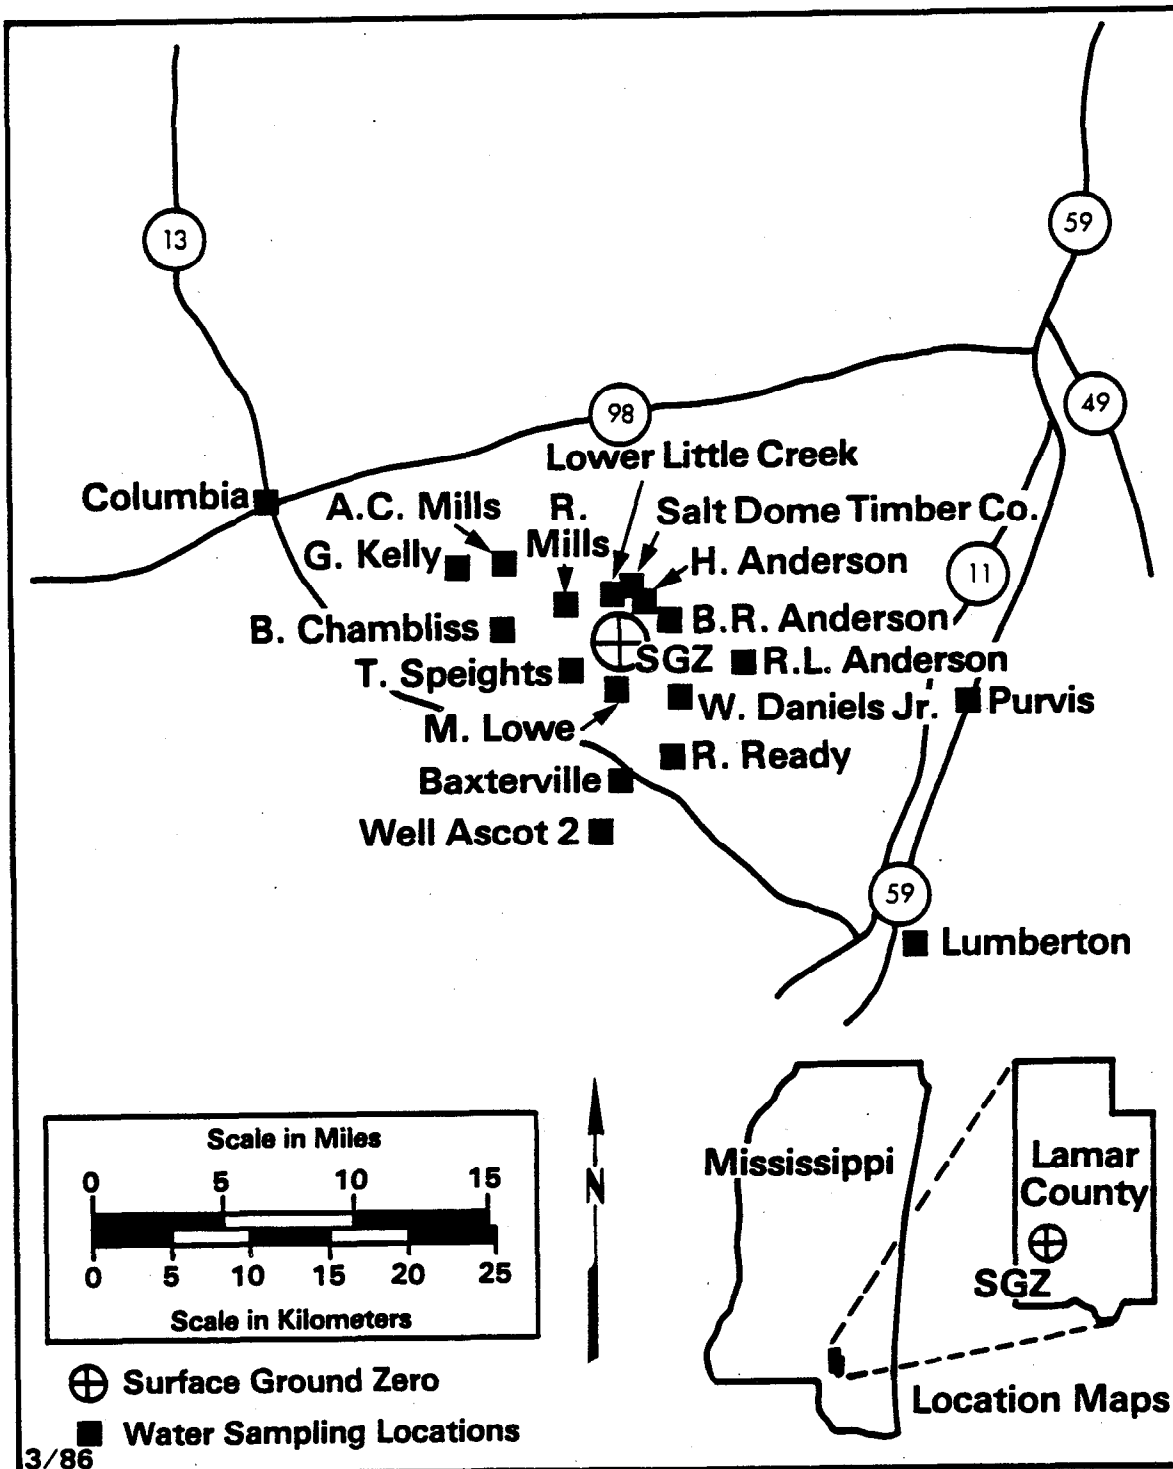 13
59
98
49
Lower Little Creek
Columbia
A.C. Mills
R.
Mills
Salt Dome Timber Co.
G. Kelly
H. Anderson
11
B. Chambliss
B.R. Anderson
SGZ
R.L. Anderson
T. Speights
W. Daniels Jr.
Purvis
M. Lowe
R. Ready
Baxterville
Well Ascot 2
59
Lumberton
Scale in Miles
0 5 10 15
0 5 10 15 20 25
Scale in Kilometers
N
Mississippi
Lamar
County
SGZ
Surface Ground Zero
Location Maps
Water Sampling Locations
3/86